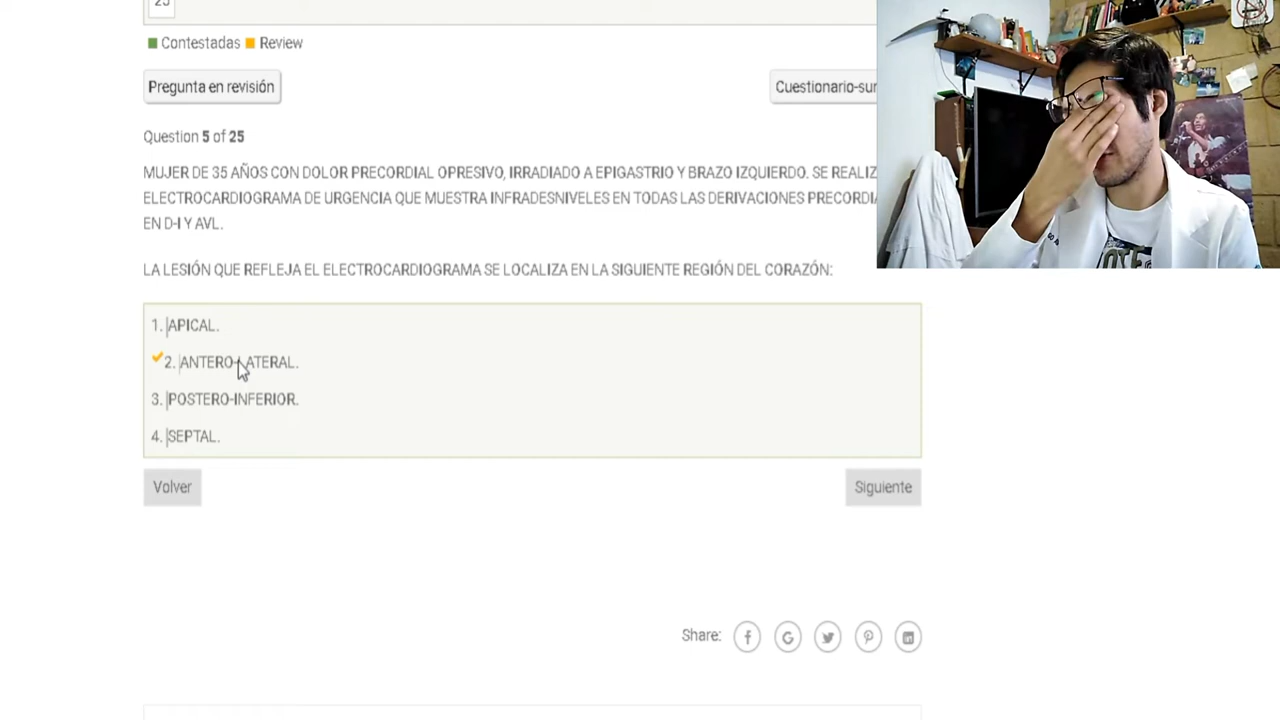 25
Contestadas Review
Pregunta en revisión
Cuestionario-sur
Question 5 of 25
MUJER DE 35 AÑOS CON DOLOR PRECORDIAL OPRESIVO, IRRADIADO A EPIGASTRIO Y BRAZO IZQUIERDO. SE REALIZ
ELECTROCARDIOGRAMA DE URGENCIA QUE MUESTRA INFRADESNIVELES EN TODAS LAS DERIVACIONES PRECORDIA
EN D-I Y AVL.
LA LESIÓN QUE REFLEJA EL ELECTROCARDIOGRAMA SE LOCALIZA EN LA SIGUIENTE REGIÓN DEL CORAZÓN:
1. APICAL.
2. ANTERO-LATERAL.
3. POSTERO-INFERIOR.
4. SEPTAL.
Volver
Siguiente
Share: